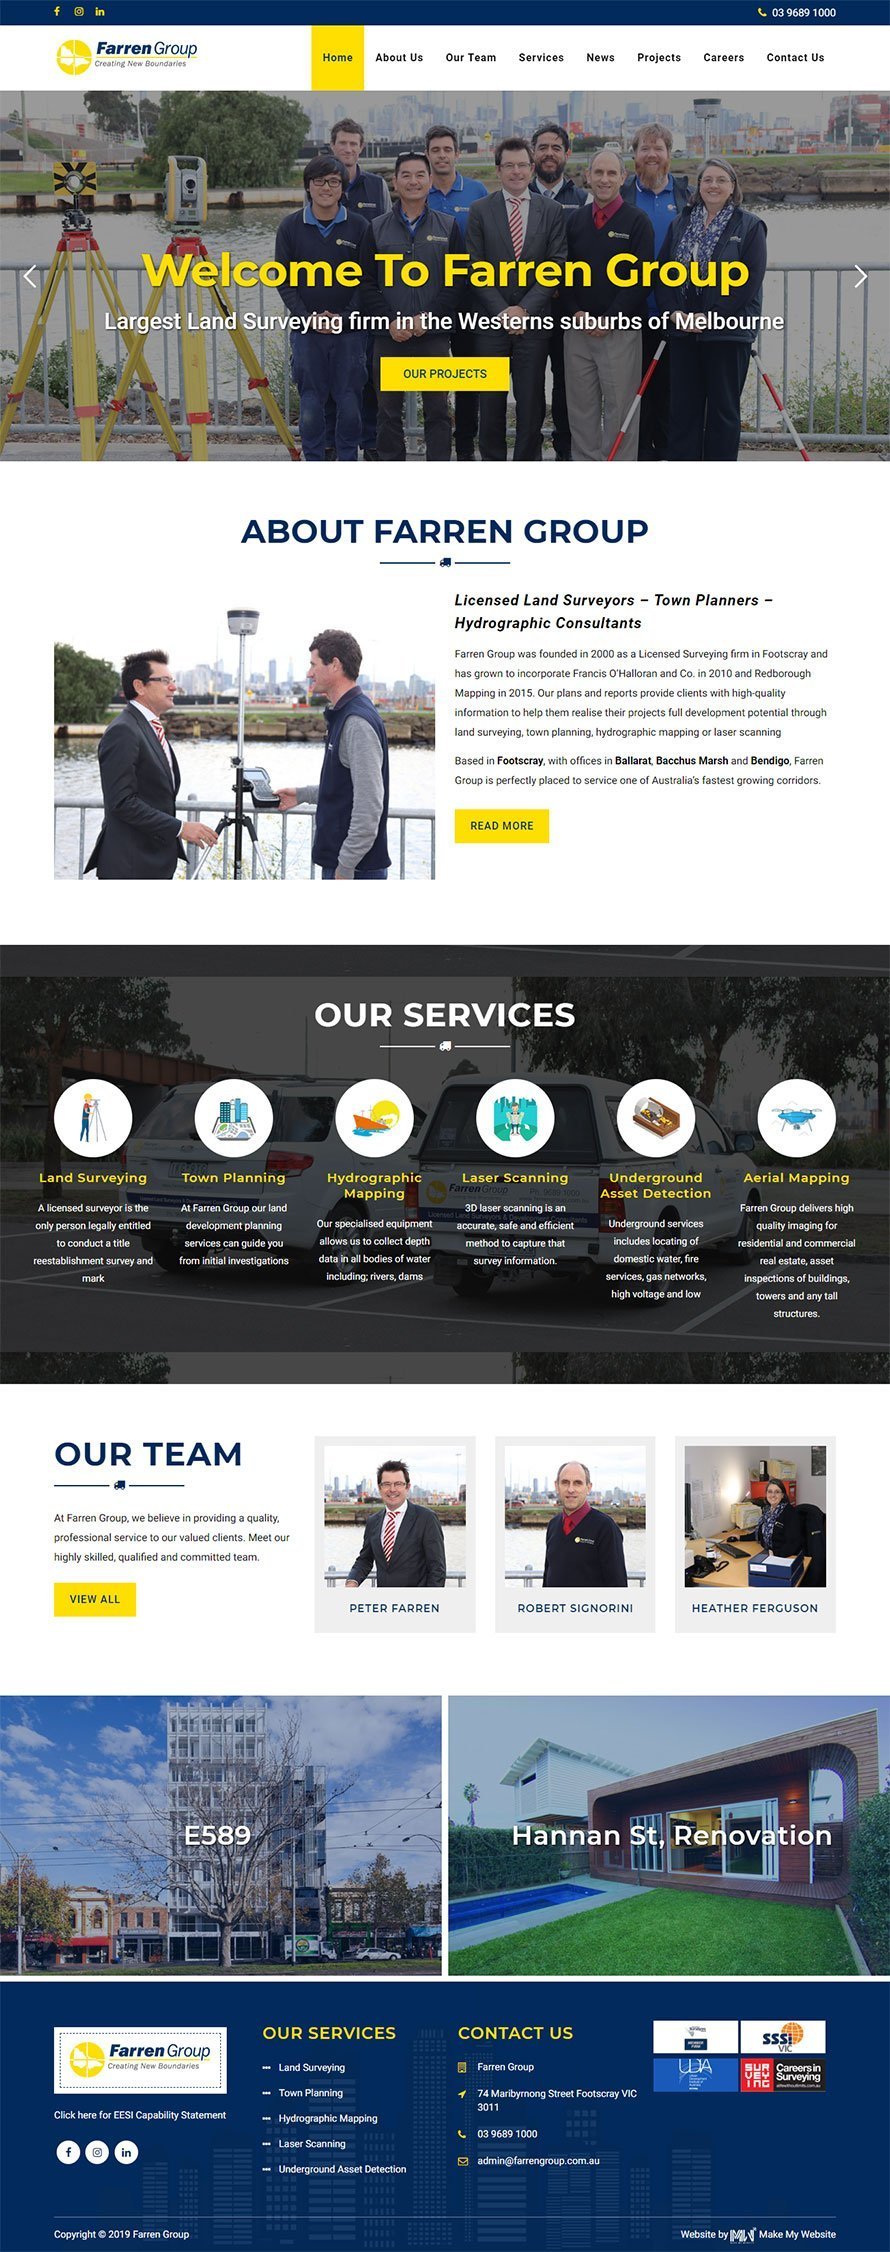 03 9689 1000
Farren Group
Creating New Boundaries
Home About Us Our Team Services News Projects Careers Contact Us
Welcome To Farren Group
Largest Land Surveying firm in the Westerns suburbs of Melbourne
OUR PROJECTS
ABOUT FARREN GROUP
Licensed Land Surveyors – Town Planners –
Hydrographic Consultants
Farren Group was founded in 2000 as a Licensed Surveying firm in Footscray and
has grown to incorporate Francis O'Halloran and Co. in 2010 and Redborough
Mapping in 2015. Our plans and reports provide clients with high-quality
information to help them realise their projects full development potential through
land surveying, town planning, hydrographic mapping or laser scanning
Based in Footscray, with offices in Ballarat, Bacchus Marsh and Bendigo, Farren
Group is perfectly placed to service one of Australia's fastest growing corridors.
READ MORE
OUR SERVICES
Land Surveying
A licensed surveyor is the
only person legally entitled
to conduct a title
reestablishment survey and
mark
Town Planning
At Farren Group our land
development planning
services can guide you
from initial investigations
Hydrographic
Mapping
Our specialised equipment
allows us to collect depth
data in all bodies of water
including; rivers, dams
Laser Scanning
3D laser scanning is an
accurate, safe and efficient
method to capture that
survey information.
Underground
Asset Detection
Underground services
includes locating of
domestic water, fire
services, gas networks,
high voltage and low
Aerial Mapping
Farren Group delivers high
quality imaging for
residential and commercial
real estate, asset
inspections of buildings,
towers and any tall
structures.
OUR TEAM
At Farren Group, we believe in providing a quality,
professional service to our valued clients. Meet our
highly skilled, qualified and committed team.
VIEW ALL
PETER FARREN
ROBERT SIGNORINI
HEATHER FERGUSON
E589
Hannan St, Renovation
Farren Group
Creating New Boundaries
Click here for EESI Capability Statement
OUR SERVICES
Land Surveying
Town Planning
Hydrographic Mapping
Laser Scanning
Underground Asset Detection
CONTACT US
Farren Group
74 Maribyrnong Street Footscray VIC
3011
03 9689 1000
admin@farrengroup.com.au
MEMBER
FIRM
SSSi
VIC
UDIA
SUR
VEY
ING
Careers in
Surveying
Copyright © 2019 Farren Group
Website by MMW Make My Website